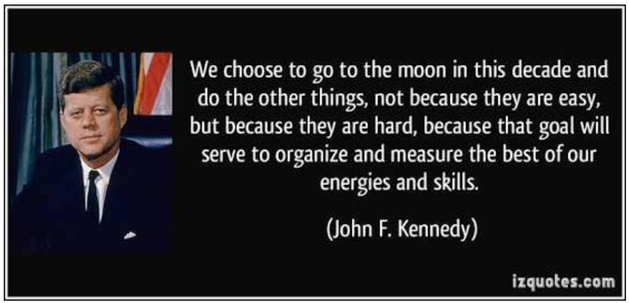 We choose to go to the moon in this decade and
do the other things, not because they are easy,
but because they are hard, because that goal will
serve to organize and measure the best of our
energies and skills.
(John F. Kennedy)
izquotes.com